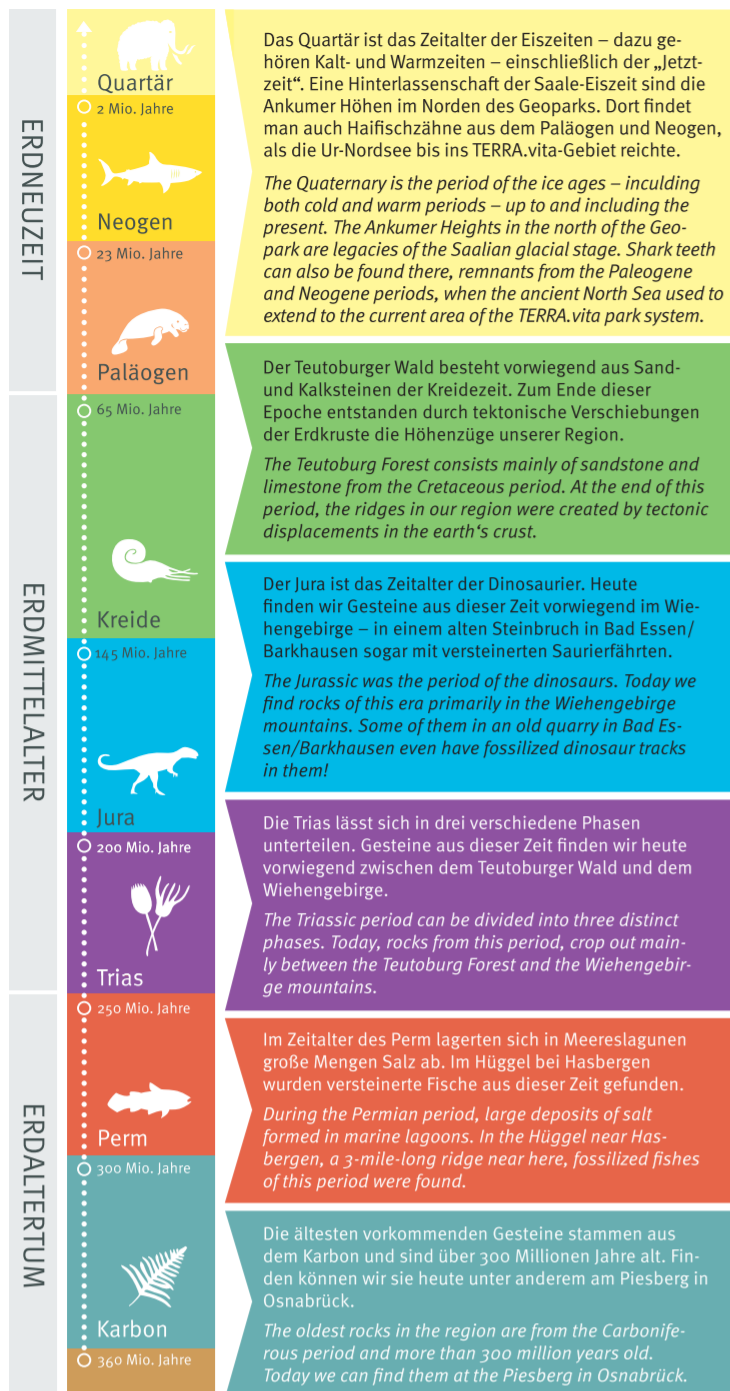 ERDNEUZEIT
Quartär
2 Mio. Jahre
Neogen
23 Mio. Jahre
Paläogen
Das Quartär ist das Zeitalter der Eiszeiten – dazu ge-
hören Kalt- und Warmzeiten – einschließlich der „Jetzt-
zeit“. Eine Hinterlassenschaft der Saale-Eiszeit sind die
Ankumer Höhen im Norden des Geoparks. Dort findet
man auch Haifischzähne aus dem Paläogen und Neogen,
als die Ur-Nordsee bis ins TERRA.vita-Gebiet reichte.
The Quaternary is the period of the ice ages – inculding
both cold and warm periods – up to and including the
present. The Ankumer Heights in the north of the Geo-
park are legacies of the Saalian glacial stage. Shark teeth
can also be found there, remnants from the Paleogene
and Neogene periods, when the ancient North Sea used to
extend to the current area of the TERRA.vita park system.
ERDMITTELALTER
65 Mio. Jahre
Kreide
Der Teutoburger Wald besteht vorwiegend aus Sand-
und Kalksteinen der Kreidezeit. Zum Ende dieser
Epoche entstanden durch tektonische Verschiebungen
der Erdkruste die Höhenzüge unserer Region.
The Teutoburg Forest consists mainly of sandstone and
limestone from the Cretaceous period. At the end of this
period, the ridges in our region were created by tectonic
displacements in the earth‘s crust.
145 Mio. Jahre
Jura
Der Jura ist das Zeitalter der Dinosaurier. Heute
finden wir Gesteine aus dieser Zeit vorwiegend im Wie-
hengebirge – in einem alten Steinbruch in Bad Essen/
Barkhausen sogar mit versteinerten Saurierfährten.
The Jurassic was the period of the dinosaurs. Today we
find rocks of this era primarily in the Wiehengebirge
mountains. Some of them in an old quarry in Bad Es-
sen/Barkhausen even have fossilized dinosaur tracks
in them!
200 Mio. Jahre
Trias
Die Trias lässt sich in drei verschiedene Phasen
unterteilen. Gesteine aus dieser Zeit finden wir heute
vorwiegend zwischen dem Teutoburger Wald und dem
Wiehengebirge.
The Triassic period can be divided into three distinct
phases. Today, rocks from this period, crop out main-
ly between the Teutoburg Forest and the Wiehengebir-
ge mountains.
ERDALTERTUM
250 Mio. Jahre
Perm
Im Zeitalter des Perm lagerten sich in Meereslagunen
große Mengen Salz ab. Im Hüggel bei Hasbergen
wurden versteinerte Fische aus dieser Zeit gefunden.
During the Permian period, large deposits of salt
formed in marine lagoons. In the Hüggel near Has-
bergen, a 3-mile-long ridge near here, fossilized fishes
of this period were found.
300 Mio. Jahre
Karbon
360 Mio. Jahre
Die ältesten vorkommenden Gesteine stammen aus
dem Karbon und sind über 300 Millionen Jahre alt. Fin-
den können wir sie heute unter anderem am Piesberg in
Osnabrück.
The oldest rocks in the region are from the Carbonife-
rous period and more than 300 million years old.
Today we can find them at the Piesberg in Osnabrück.